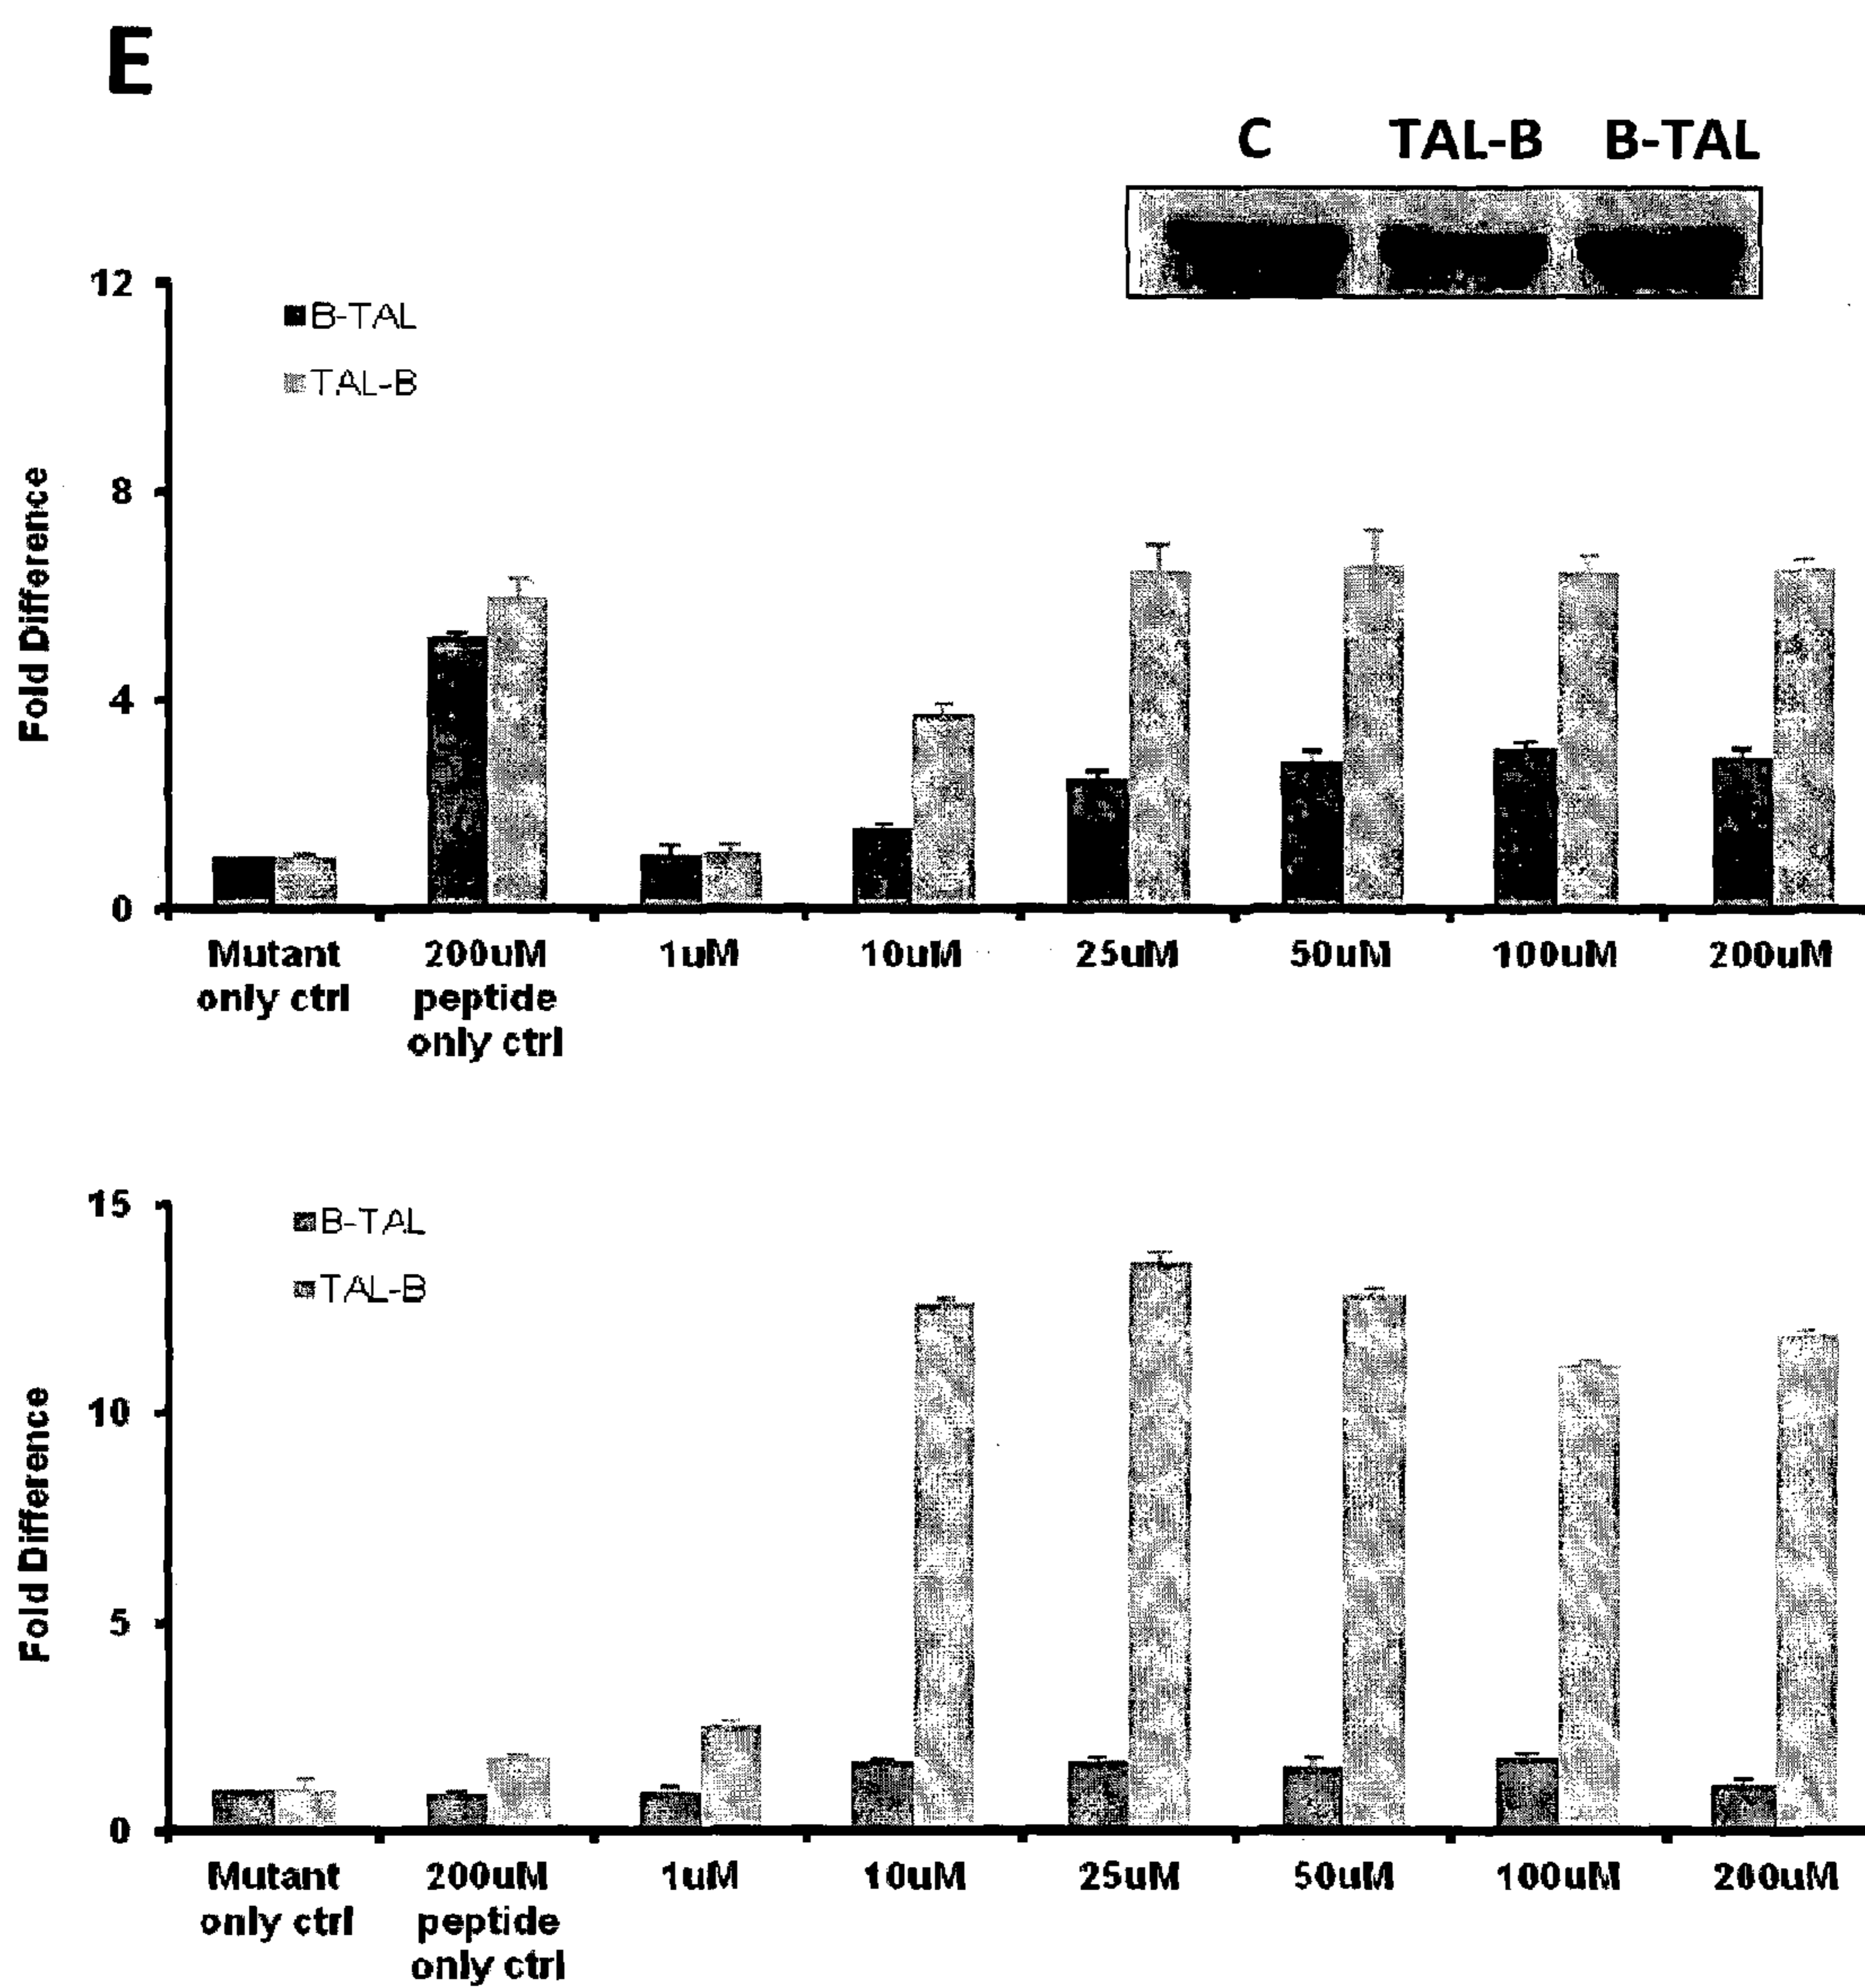 E
C TAL-B B-TAL
12
B-TAL
TAL-B
8
4
0
Fold Difference
Mutant only ctrl
200uM peptide only ctrl
1uM
10uM
25uM
50uM
100uM
200uM
15
B-TAL
TAL-B
10
5
0
Fold Difference
Mutant only ctrl
200uM peptide only ctrl
1uM
10uM
25uM
50uM
100uM
200uM